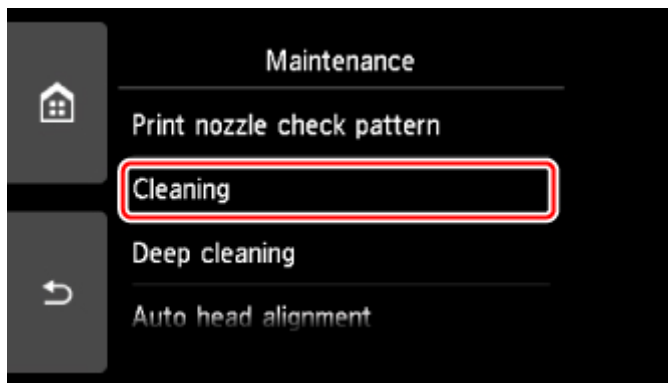 Maintenance
Print nozzle check pattern
Cleaning
Deep cleaning
Auto head alignment